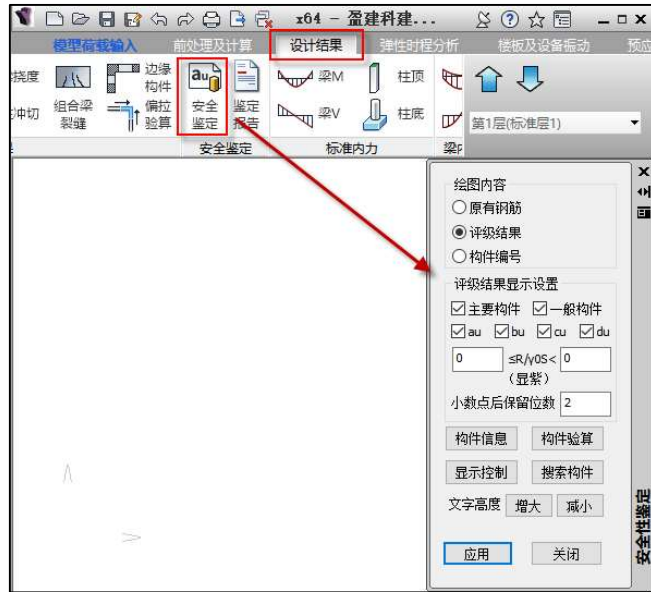 x64 - 盈建科建...
模型荷载输入 前处理及计算 设计结果 弹性时程分析 楼板及设备振动 预应
挠度 边缘构件 au 梁M 柱顶
冲切 组合梁裂缝 偏拉验算 安全鉴定 鉴定报告 梁V 柱底 第1层(标准层1)
安全鉴定 标准内力
绘图内容
原有钢筋
评级结果
构件编号
评级结果显示设置
主要构件 一般构件
au bu cu du
0 ≤R/γ0S< 0
(显紫)
小数点后保留位数 2
构件信息 构件验算
显示控制 搜索构件
文字高度 增大 减小
应用 关闭
安全性鉴定